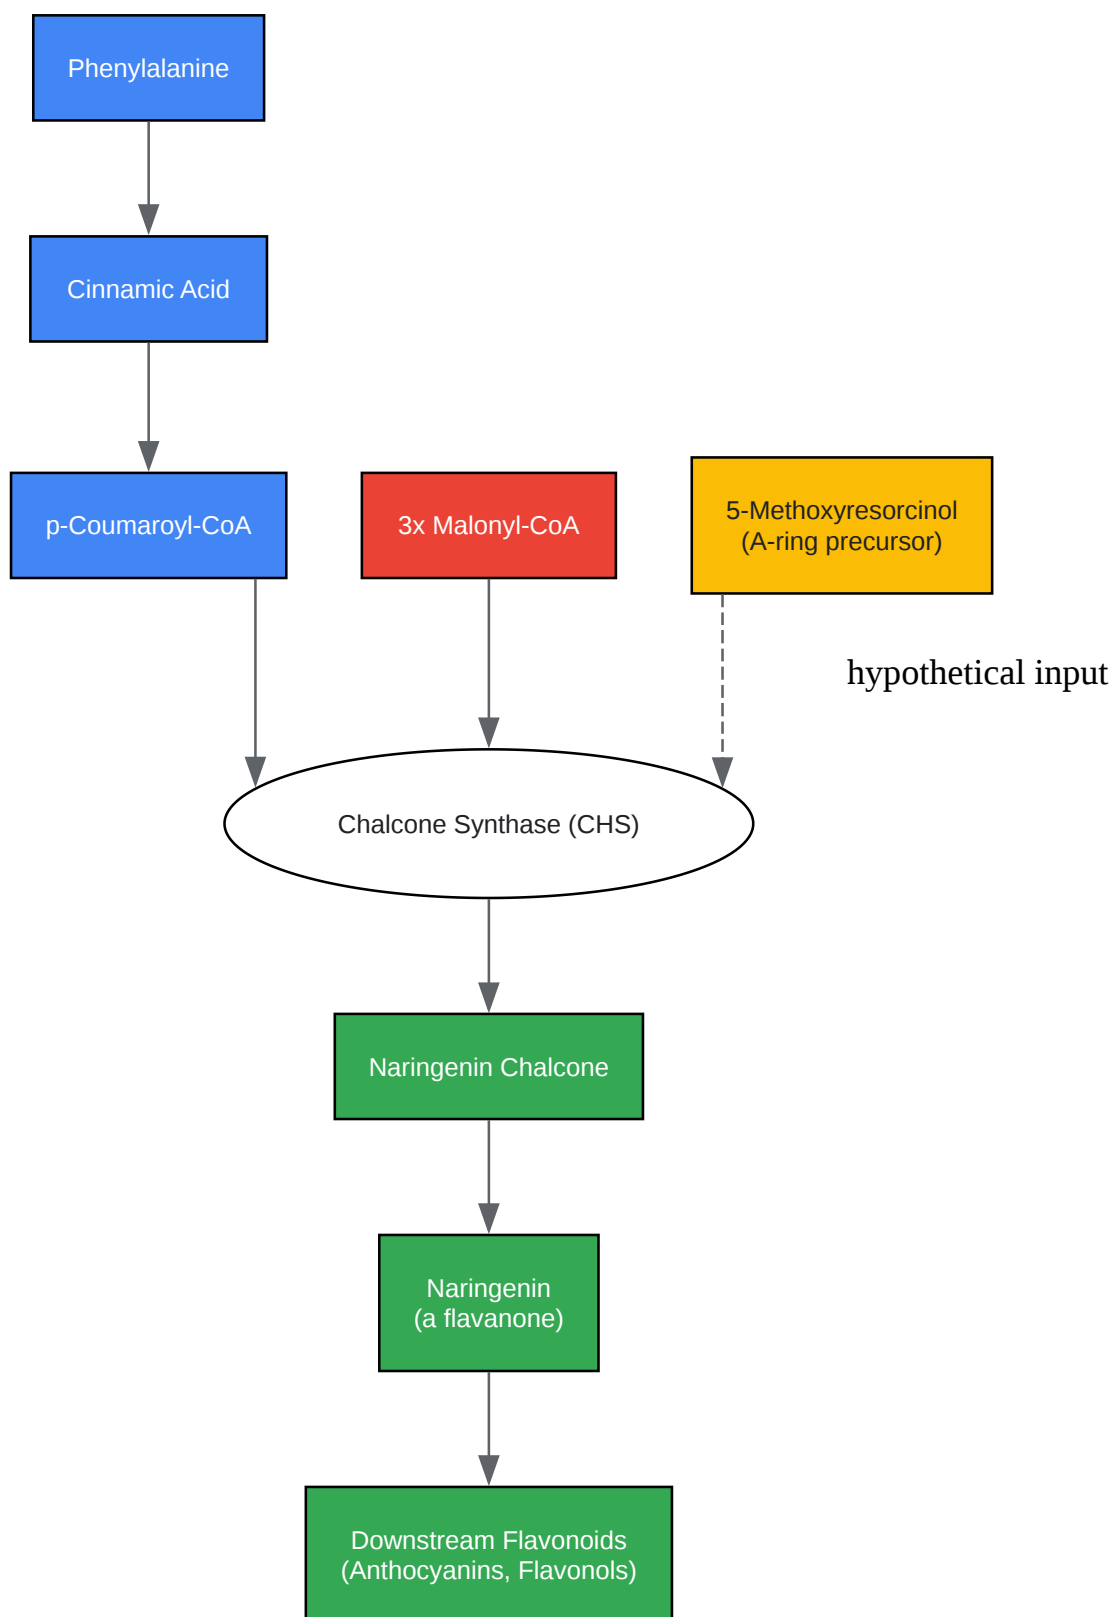 Phenylalanine
Cinnamic Acid
p-Coumaroyl-CoA
3x Malonyl-CoA
5-Methoxyresorcinol
(A-ring precursor)
hypothetical input
Chalcone Synthase (CHS)
Naringenin Chalcone
Naringenin
(a flavanone)
Downstream Flavonoids
(Anthocyanins, Flavonols)